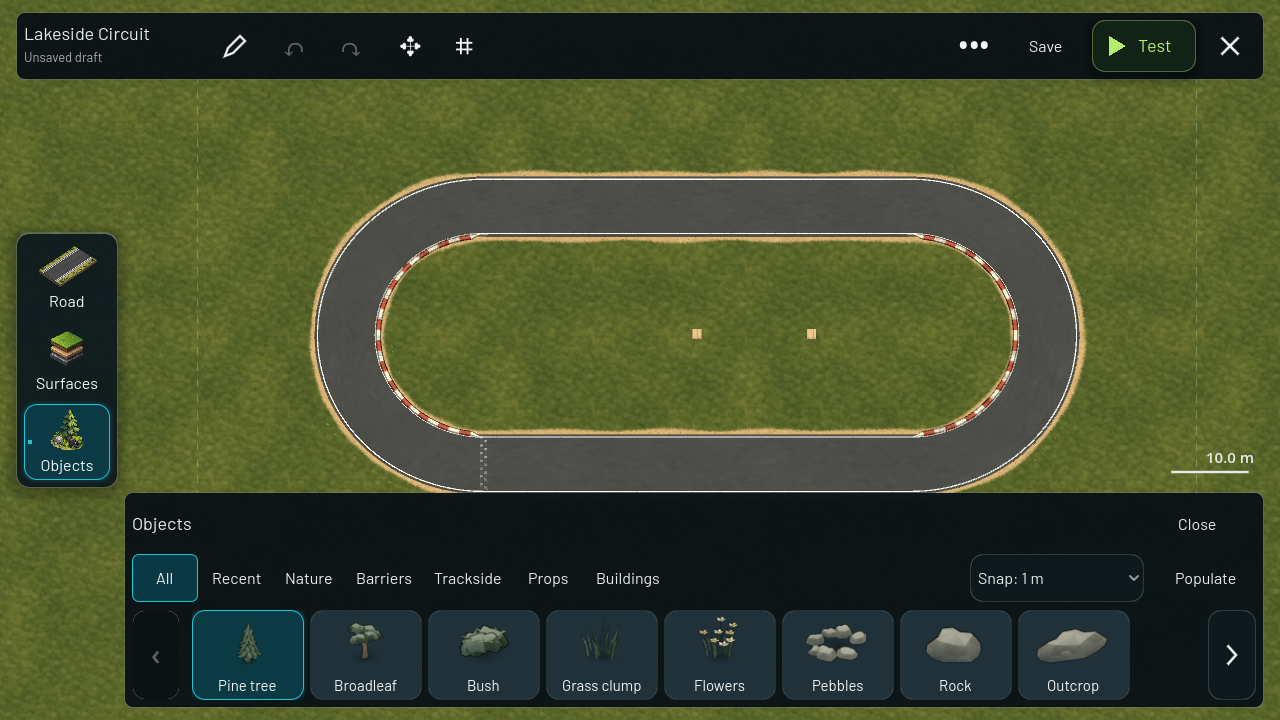 Lakeside Circuit
Unsaved draft
Save
Test
Road
Surfaces
Objects
10.0 m
Objects
Close
All
Recent
Nature
Barriers
Trackside
Props
Buildings
Snap: 1 m
Populate
Pine tree
Broadleaf
Bush
Grass clump
Flowers
Pebbles
Rock
Outcrop